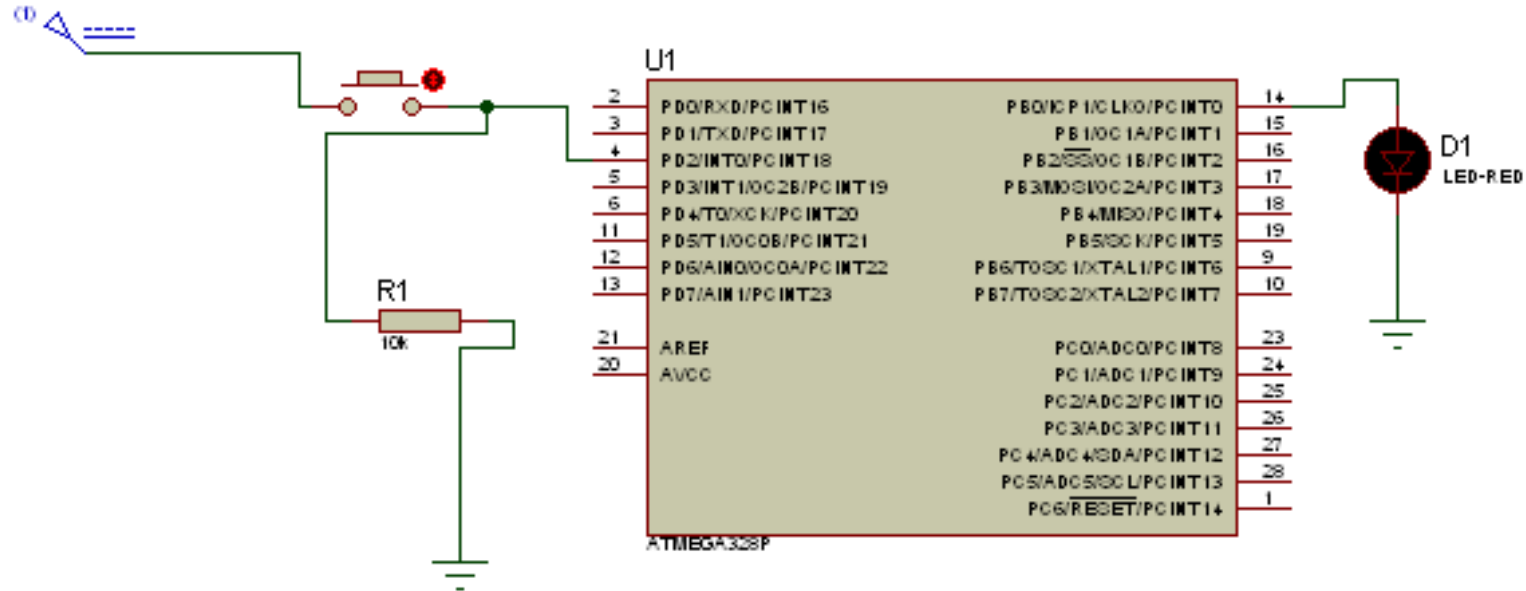 (1)
U1
2 PD0/RXD/PCINT16
3 PD1/TXD/PCINT17
4 PD2/INT0/PCINT18
5 PD3/INT1/OC2B/PCINT19
6 PD4/T0/XCK/PCINT20
11 PD5/T1/OC0B/PCINT21
12 PD6/AIN0/OC0A/PCINT22
13 PD7/AIN1/PCINT23
21 AREF
20 AVCC
PB0/ICP1/CLKO/PCINT0 14
PB1/OC1A/PCINT1 15
PB2/SS/OC1B/PCINT2 16
PB3/MOSI/OC2A/PCINT3 17
PB4/MISO/PCINT4 18
PB5/SCK/PCINT5 19
PB6/TOSC1/XTAL1/PCINT6 9
PB7/TOSC2/XTAL2/PCINT7 10
PC0/ADC0/PCINT8 23
PC1/ADC1/PCINT9 24
PC2/ADC2/PCINT10 25
PC3/ADC3/PCINT11 26
PC4/ADC4/SDA/PCINT12 27
PC5/ADC5/SCL/PCINT13 28
PC6/RESET/PCINT14 1
ATMEGA328P
R1
10k
D1
LED-RED